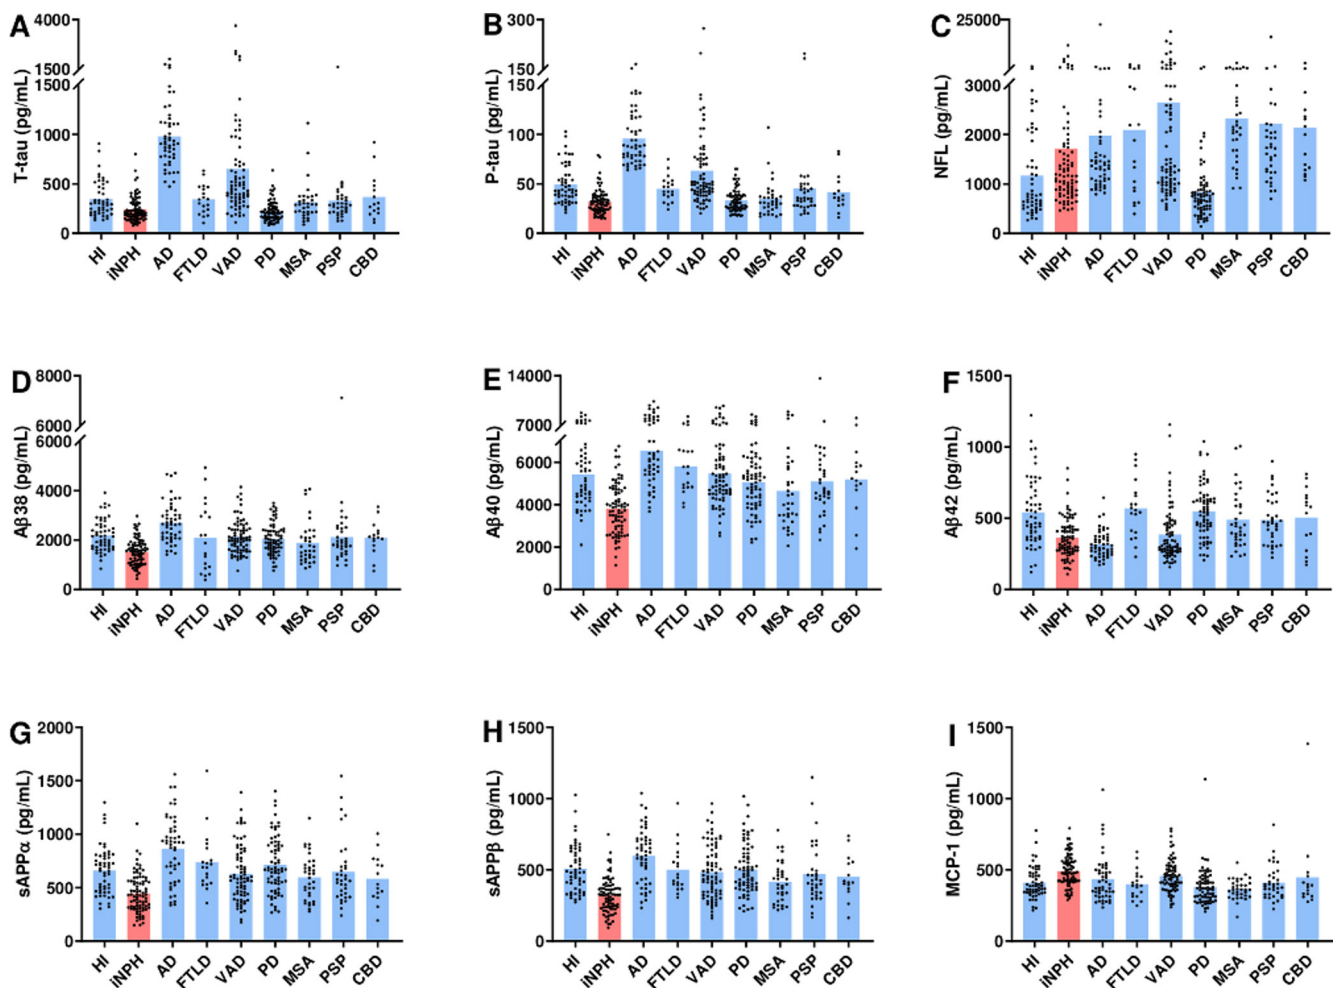 A
T-tau (pg/mL)
4000
1500
1500
1000
500
0
HI iNPH AD FTLD VAD PD MSA PSP CBD
B
P-tau (pg/mL)
300
150
150
100
50
0
HI iNPH AD FTLD VAD PD MSA PSP CBD
C
NFL (pg/mL)
25000
3000
2000
1000
0
HI iNPH AD FTLD VAD PD MSA PSP CBD
D
Aβ38 (pg/mL)
8000
6000
6000
4000
2000
0
HI iNPH AD FTLD VAD PD MSA PSP CBD
E
Aβ40 (pg/mL)
14000
7000
6000
4000
2000
0
HI iNPH AD FTLD VAD PD MSA PSP CBD
F
Aβ42 (pg/mL)
1500
1000
500
0
HI iNPH AD FTLD VAD PD MSA PSP CBD
G
sAPPα (pg/mL)
2000
1500
1000
500
0
HI iNPH AD FTLD VAD PD MSA PSP CBD
H
sAPPβ (pg/mL)
1500
1000
500
0
HI iNPH AD FTLD VAD PD MSA PSP CBD
I
MCP-1 (pg/mL)
1500
1000
500
0
HI iNPH AD FTLD VAD PD MSA PSP CBD